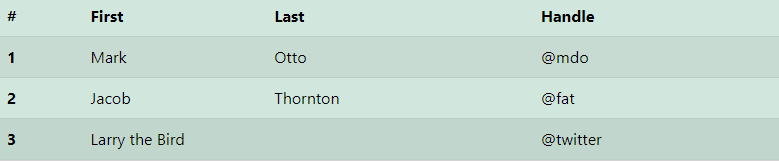 # First Last Handle
1 Mark Otto @mdo
2 Jacob Thornton @fat
3 Larry the Bird @twitter